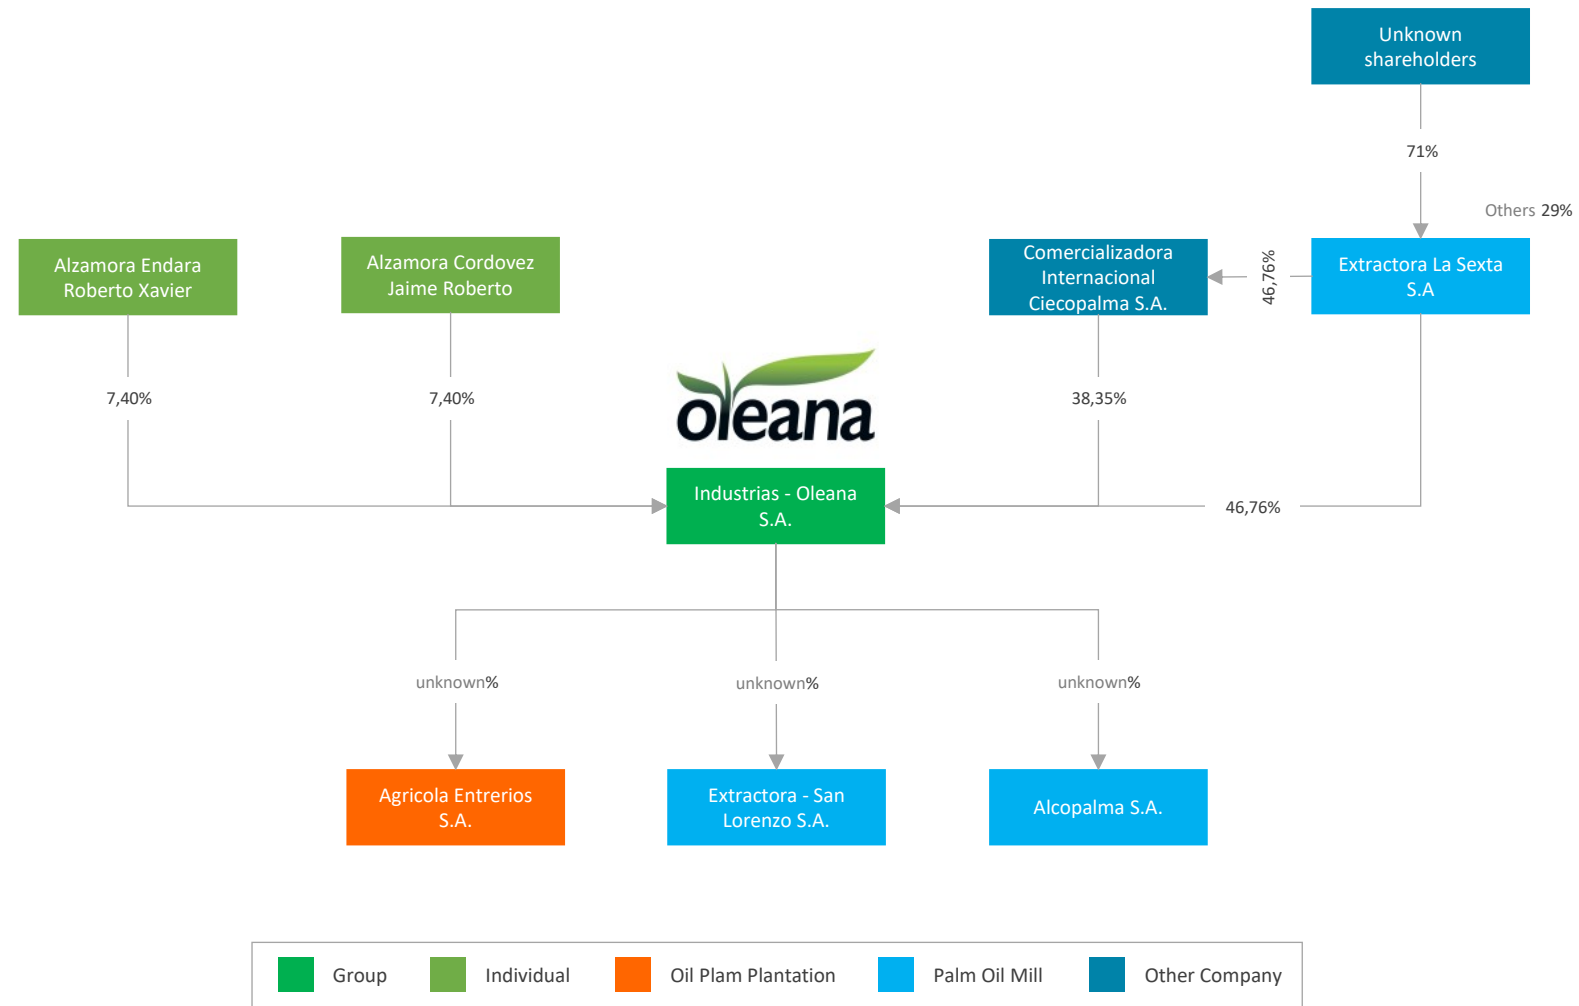 Unknown
shareholders
71%
Others 29%
Alzamora Endara
Roberto Xavier
Alzamora Cordovez
Jaime Roberto
Comercializadora
Internacional
Ciecopalma S.A.
46,76%
Extractora La Sexta
S.A
7,40%
7,40%
38,35%
oleana
Industrias - Oleana
S.A.
46,76%
unknown%
unknown%
unknown%
Agricola Entrerios
S.A.
Extractora - San
Lorenzo S.A.
Alcopalma S.A.
Group
Individual
Oil Plam Plantation
Palm Oil Mill
Other Company